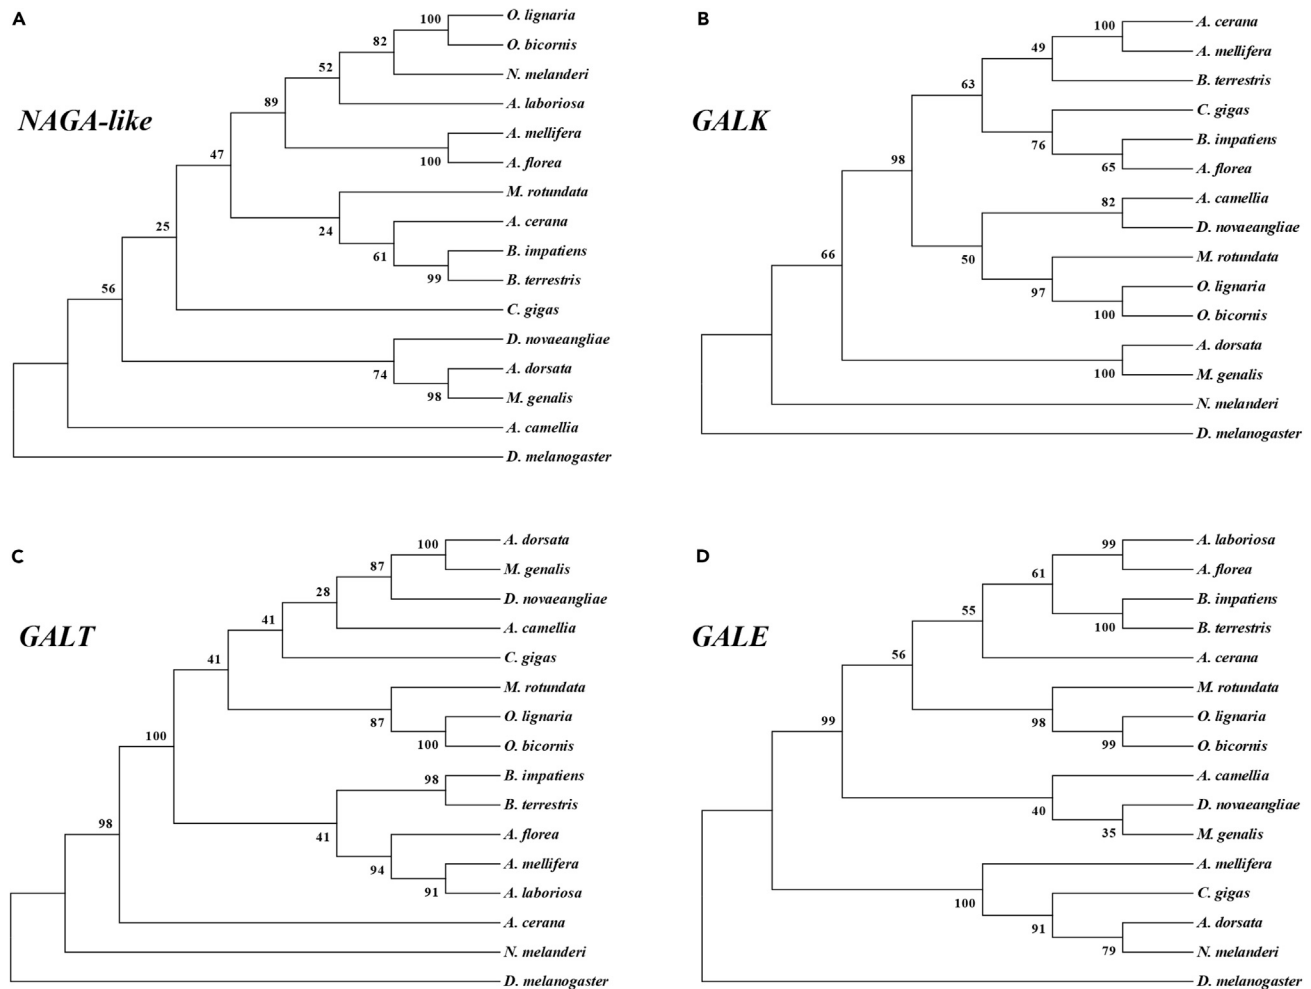 A
NAGA-like
100
O. lignaria
82
O. bicornis
52
N. melanderi
89
A. laboriosa
A. mellifera
47
100
A. florea
M. rotundata
25
24
A. cerana
61
B. impatiens
99
B. terrestris
56
C. gigas
D. novaeangliae
74
A. dorsata
98
M. genalis
A. camellia
D. melanogaster
B
GALK
100
A. cerana
49
A. mellifera
63
B. terrestris
C. gigas
76
B. impatiens
98
65
A. florea
82
A. camellia
D. novaeangliae
66
50
M. rotundata
97
O. lignaria
100
O. bicornis
A. dorsata
100
M. genalis
N. melanderi
D. melanogaster
C
GALT
100
A. dorsata
87
M. genalis
28
D. novaeangliae
41
A. camellia
41
C. gigas
M. rotundata
87
O. lignaria
100
100
O. bicornis
98
B. impatiens
B. terrestris
98
41
A. florea
94
A. mellifera
91
A. laboriosa
A. cerana
N. melanderi
D. melanogaster
D
GALE
99
A. laboriosa
61
A. florea
55
B. impatiens
100
B. terrestris
56
A. cerana
M. rotundata
98
O. lignaria
99
99
O. bicornis
A. camellia
40
D. novaeangliae
35
M. genalis
A. mellifera
100
C. gigas
91
A. dorsata
79
N. melanderi
D. melanogaster